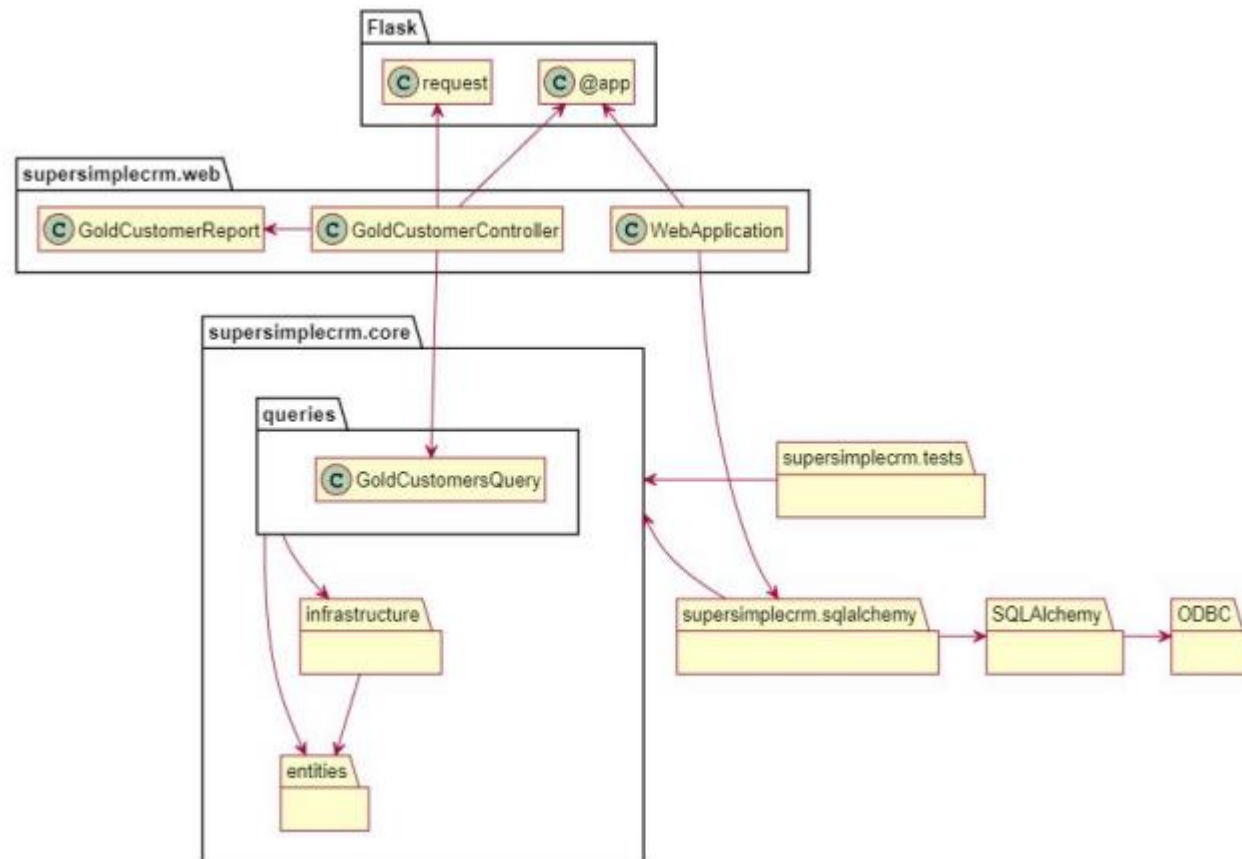 Flask
C request
C @app
supersimplecrm.web
C GoldCustomerReport
C GoldCustomerController
C WebApplication
supersimplecrm.core
queries
C GoldCustomersQuery
supersimplecrm.tests
infrastructure
supersimplecrm.sqlalchemy
SQLAlchemy
ODBC
entities